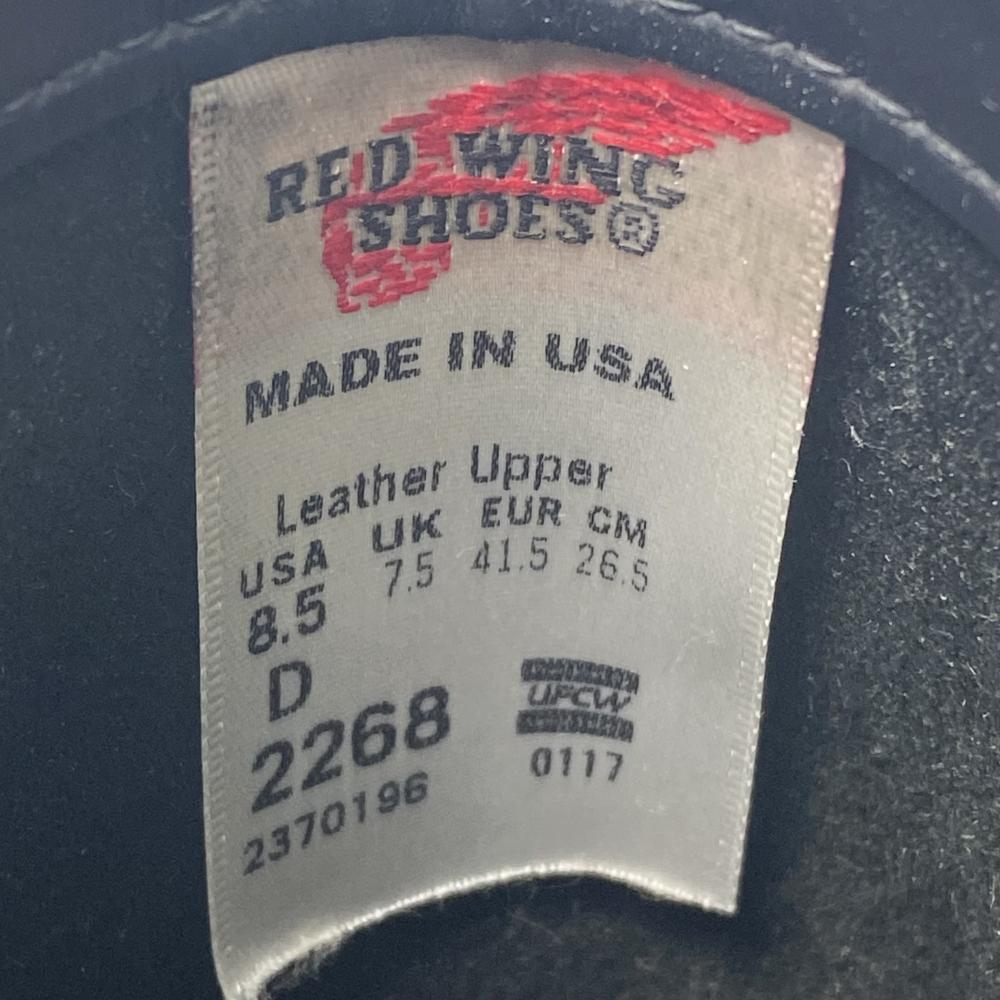 RED WING
SHOES®
MADE IN USA
Leather Upper
USA UK EUR CM
8.5 7.5 41.5 26.5
D
2268
UFCW
2370196
0117